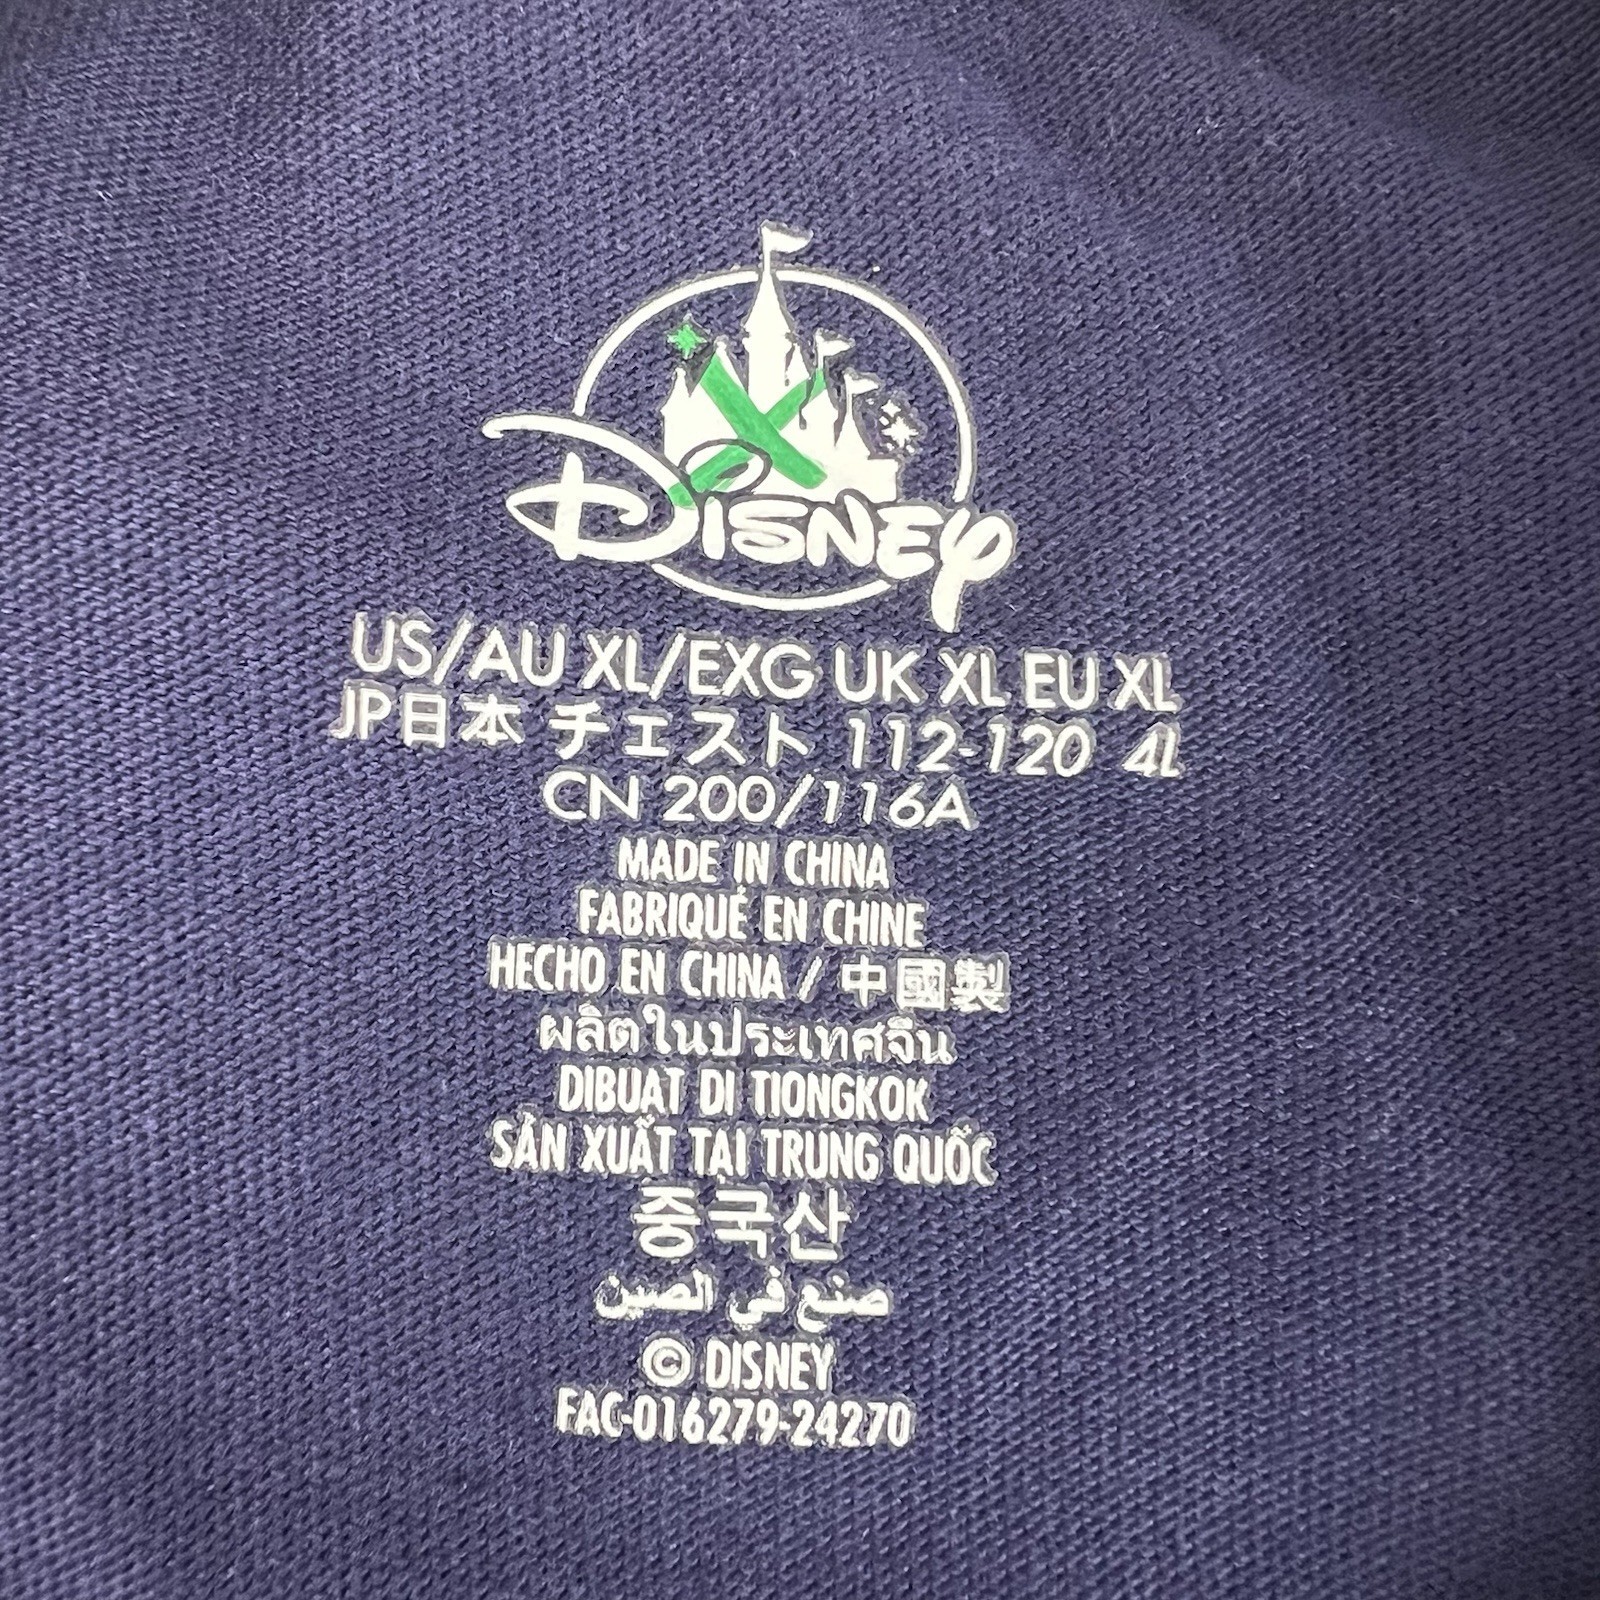 DISNEY
US/AU XL/EXG UK XL EU XL
JP日本 チェスト 112-120 4L
CN 200/116A
MADE IN CHINA
FABRIQUÉ EN CHINE
HECHO EN CHINA / 中國製
ผลิตในประเทศจีน
DIBUAT DI TIONGKOK
SẢN XUẤT TẠI TRUNG QUỐC
중국산
صنع في الصين
© DISNEY
FAC-016279-24270